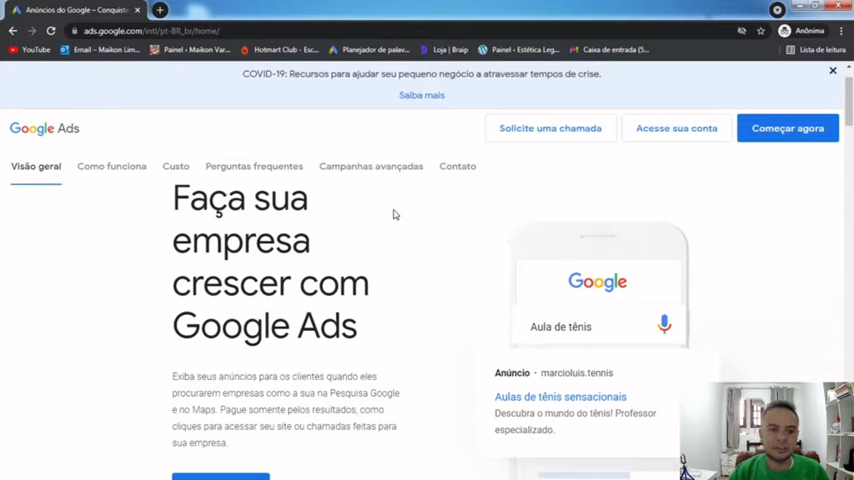 Anúncios do Google – Conquist
ads.google.com/intl/pt-BR_br/home/
Anônima
YouTube
Email – Maikon Lim...
Painel ‹ Maikon Var...
Hotmart Club - Esc...
Planejador de palav...
Loja | Braip
Painel ‹ Estética Leg...
Caixa de entrada (5...
Lista de leitura
COVID-19: Recursos para ajudar seu pequeno negócio a atravessar tempos de crise.
Saiba mais
Google Ads
Solicite uma chamada
Acesse sua conta
Começar agora
Visão geral
Como funciona
Custo
Perguntas frequentes
Campanhas avançadas
Contato
Faça sua
empresa
crescer com
Google Ads
Exiba seus anúncios para os clientes quando eles
procurarem empresas como a sua na Pesquisa Google
e no Maps. Pague somente pelos resultados, como
cliques para acessar seu site ou chamadas feitas para
sua empresa.
Google
Aula de tênis
Anúncio · marcioluis.tennis
Aulas de tênis sensacionais
Descubra o mundo do tênis! Professor
especializado.